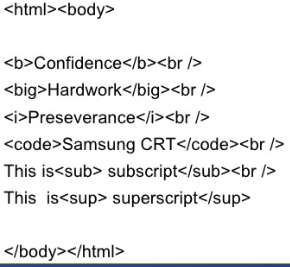 <html><body>
<b>Confidence</b><br />
<big>Hardwork</big><br />
<i>Preseverance</i><br />
<code>Samsung CRT</code><br />
This is<sub> subscript</sub><br />
This  is<sup> superscript</sup>
</body></html>